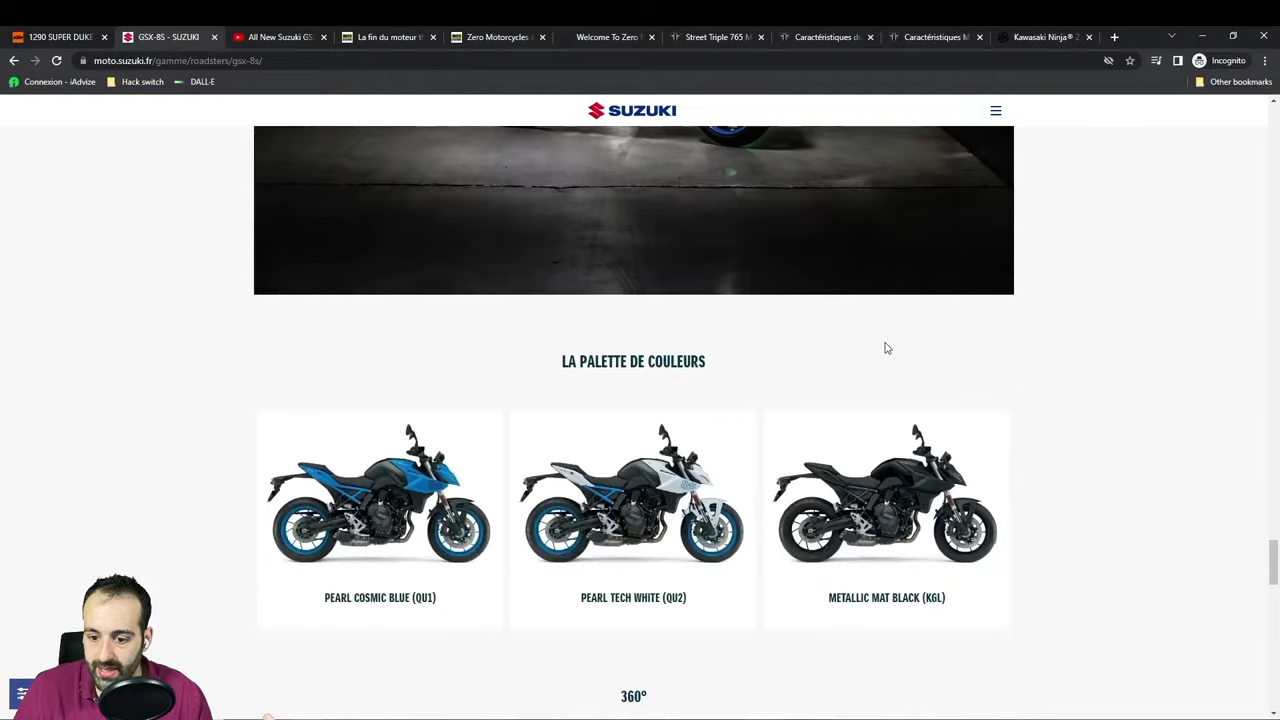 1290 SUPER DUKE
GSX-8S - SUZUKI
All New Suzuki GS
La fin du moteur t
Zero Motorcycles
Welcome To Zero
Street Triple 765 M
Caractéristiques d
Caractéristiques M
Kawasaki Ninja® Z
moto.suzuki.fr/gamme/roadsters/gsx-8s/
Incognito
Connexion - iAdvize
Hack switch
DALL-E
Other bookmarks
SUZUKI
LA PALETTE DE COULEURS
PEARL COSMIC BLUE (QU1)
PEARL TECH WHITE (QU2)
METALLIC MAT BLACK (KGL)
360°